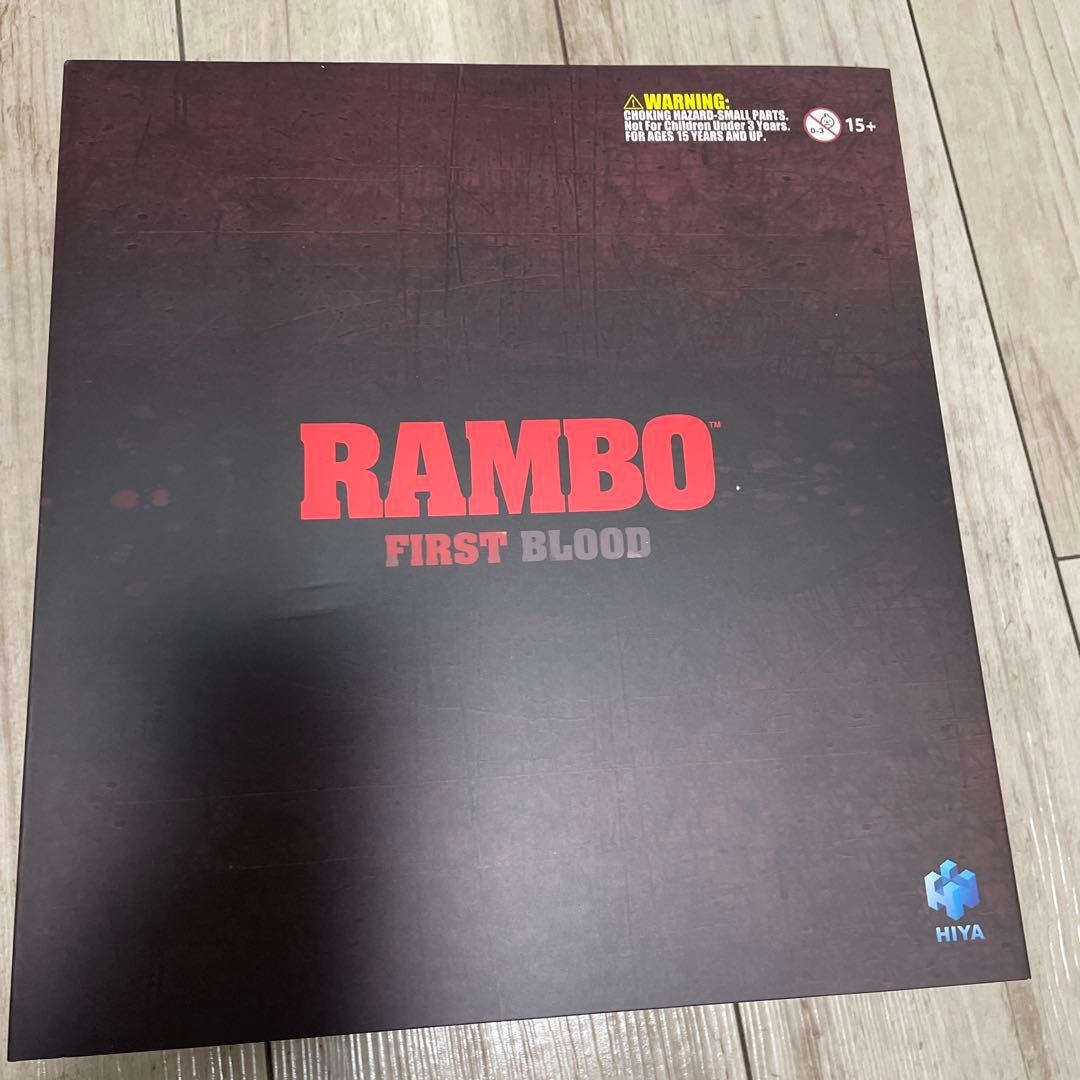 WARNING:
CHOKING HAZARD-SMALL PARTS.
Not For Children Under 3 Years.
FOR AGES 15 YEARS AND UP.
0-3
15+
RAMBO™
FIRST BLOOD
HIYA